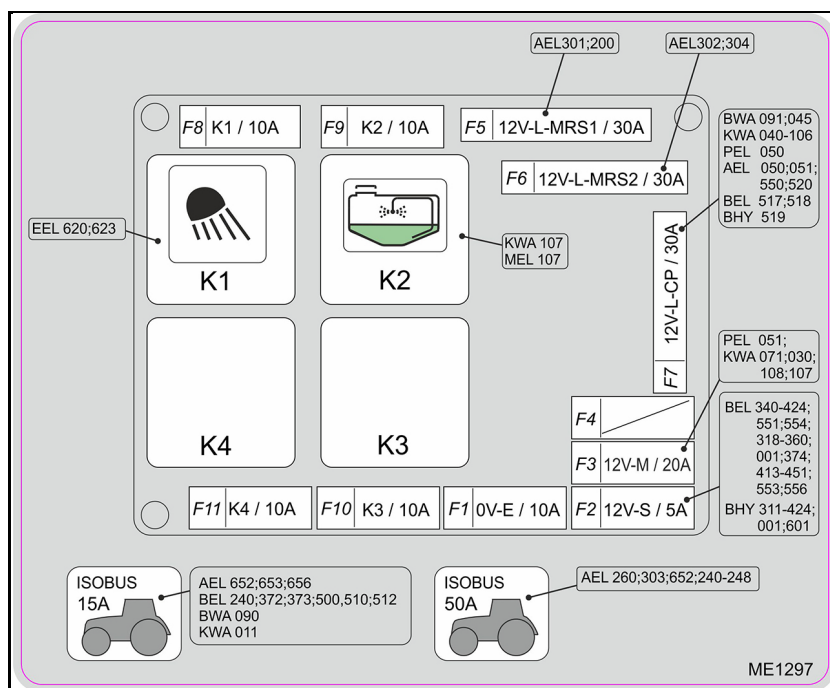 AEL301;200
AEL302;304
F8 K1 / 10A
F9 K2 / 10A
F5 12V-L-MRS1 / 30A
F6 12V-L-MRS2 / 30A
BWA 091;045
KWA 040-106
PEL 050
AEL 050;051;
550;520
BEL 517;518
BHY 519
EEL 620;623
K1
K2
KWA 107
MEL 107
F7 12V-L-CP / 30A
PEL 051;
KWA 071;030;
108;107
K4
K3
F4
F3 12V-M / 20A
BEL 340-424;
551;554;
318-360;
001;374;
413-451;
553;556
BHY 311-424;
001;601
F11 K4 / 10A
F10 K3 / 10A
F1 0V-E / 10A
F2 12V-S / 5A
ISOBUS
15A
AEL 652;653;656
BEL 240;372;373;500,510;512
BWA 090
KWA 011
ISOBUS
50A
AEL 260;303;652;240-248
ME1297